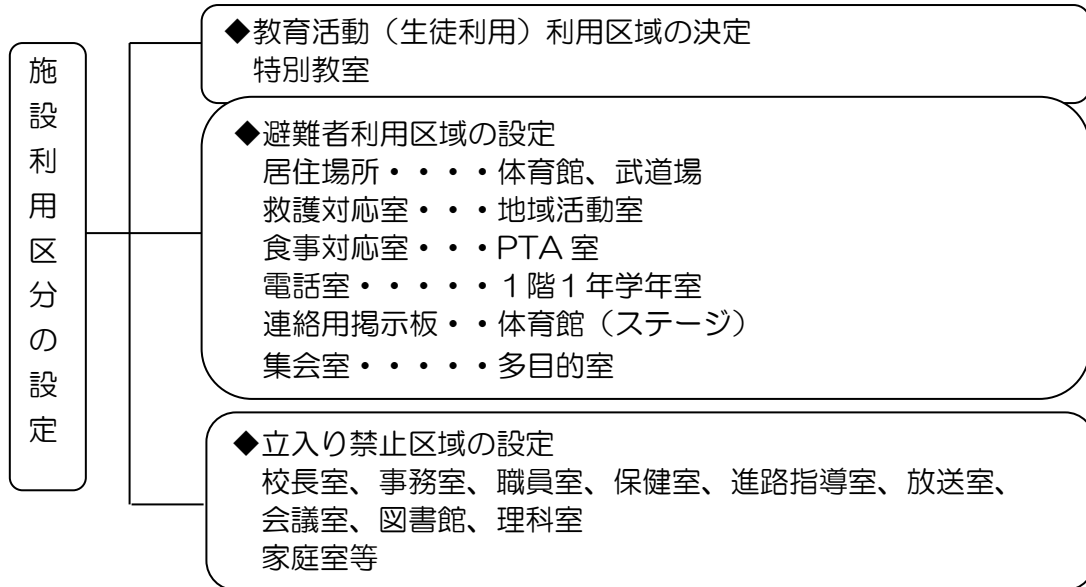 施設利用区分の設定
◆教育活動（生徒利用）利用区域の決定
特別教室
◆避難者利用区域の設定
居住場所・・・・体育館、武道場
救護対応室・・・地域活動室
食事対応室・・・PTA 室
電話室・・・・・１階１年学年室
連絡用掲示板・・体育館（ステージ）
集会室・・・・・多目的室
◆立入り禁止区域の設定
校長室、事務室、職員室、保健室、進路指導室、放送室、
会議室、図書館、理科室
家庭室等